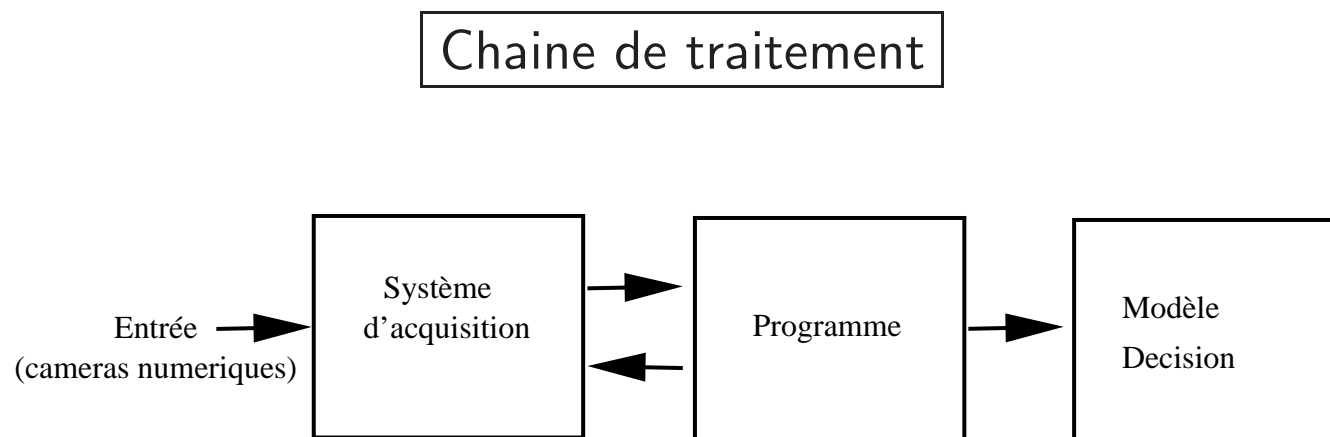 Chaine de traitement
Entrée
(cameras numeriques)
Système
d’acquisition
Programme
Modèle
Decision